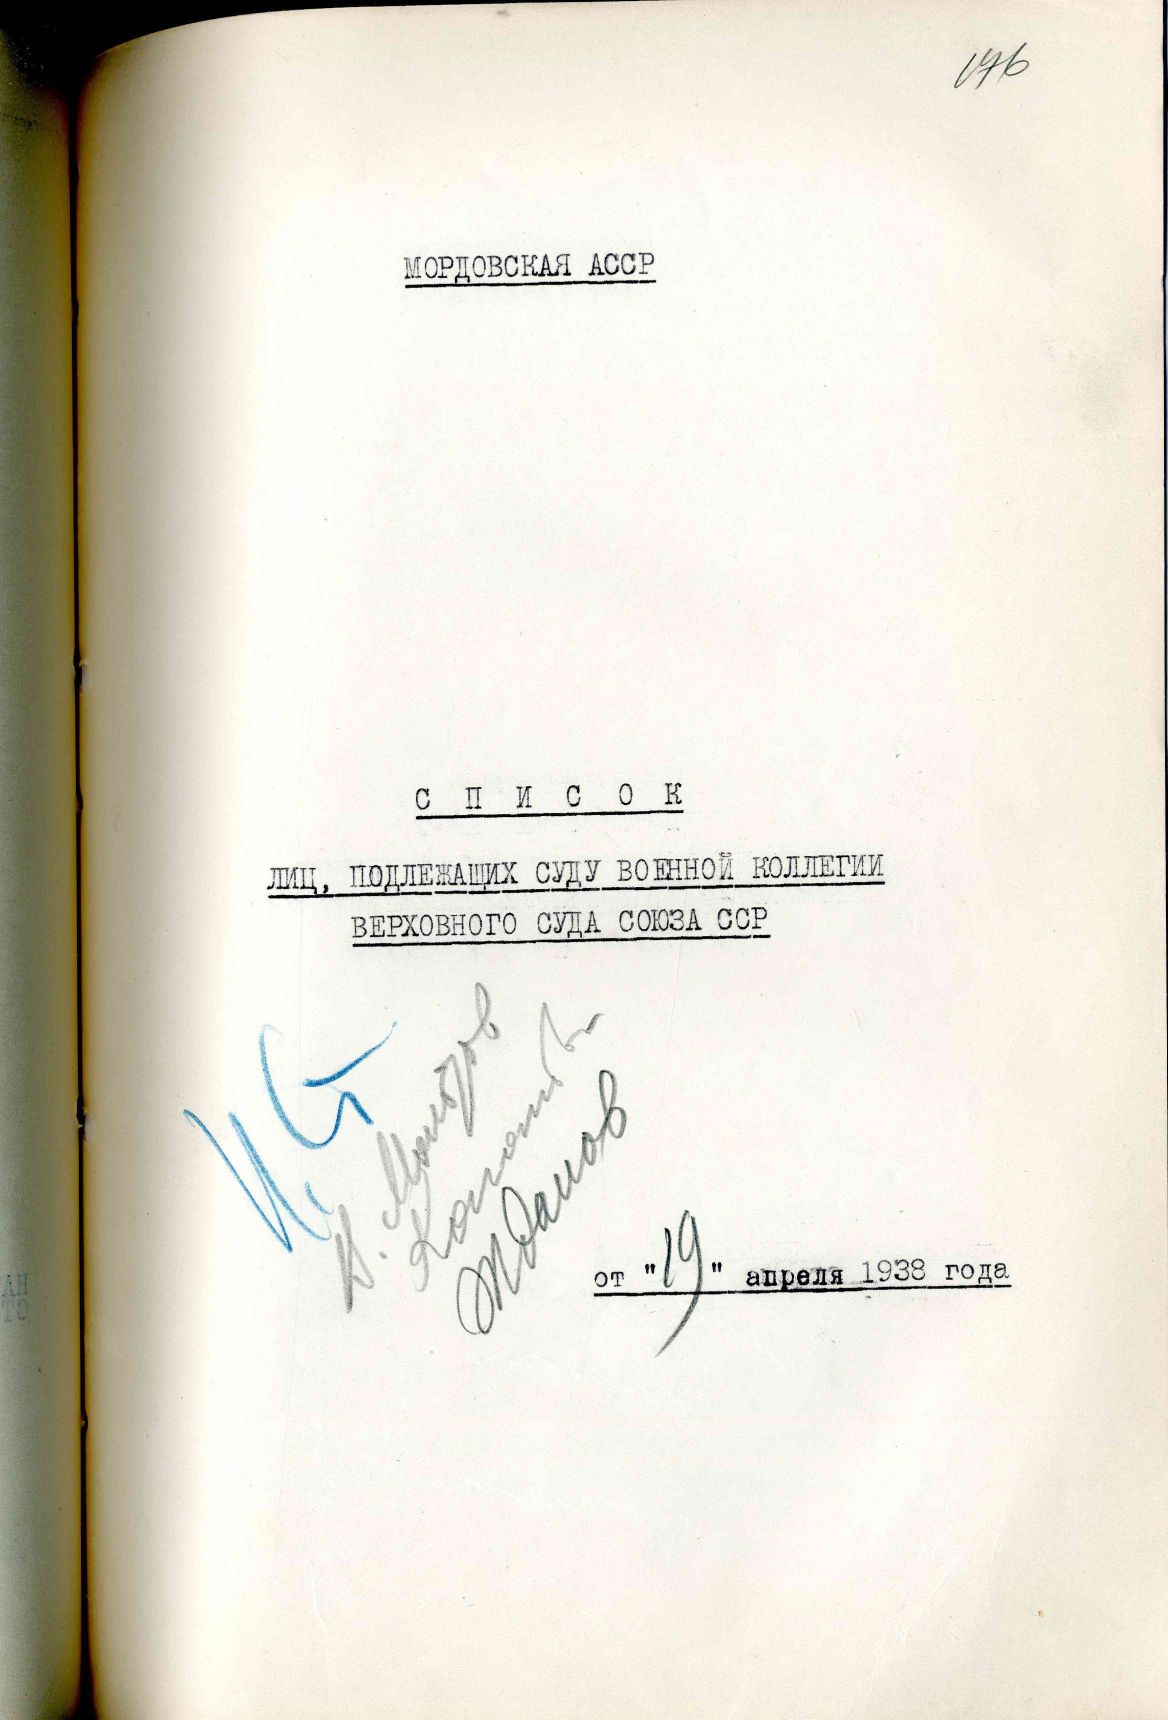 176
МОРДОВСКАЯ АССР
С П И С О К
ЛИЦ, ПОДЛЕЖАЩИХ СУДУ ВОЕННОЙ КОЛЛЕГИИ
ВЕРХОВНОГО СУДА СОЮЗА ССР
И Ст
В. Молотов
Каганович
Жданов
от "19" апреля 1938 года